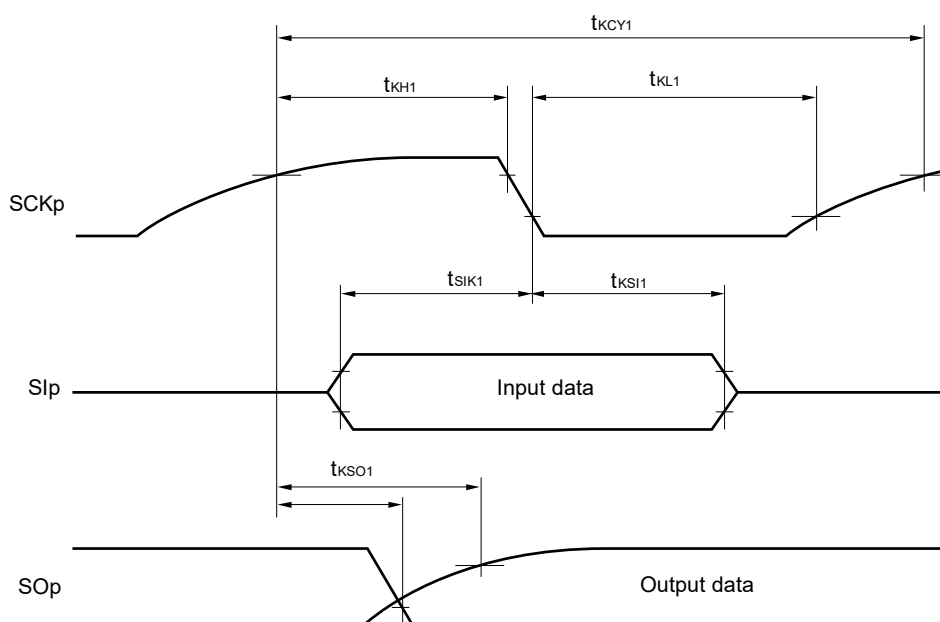 tKCY1
tKH1
tKL1
SCKp
tSIK1
tKSI1
SIp
Input data
tKSO1
SOp
Output data